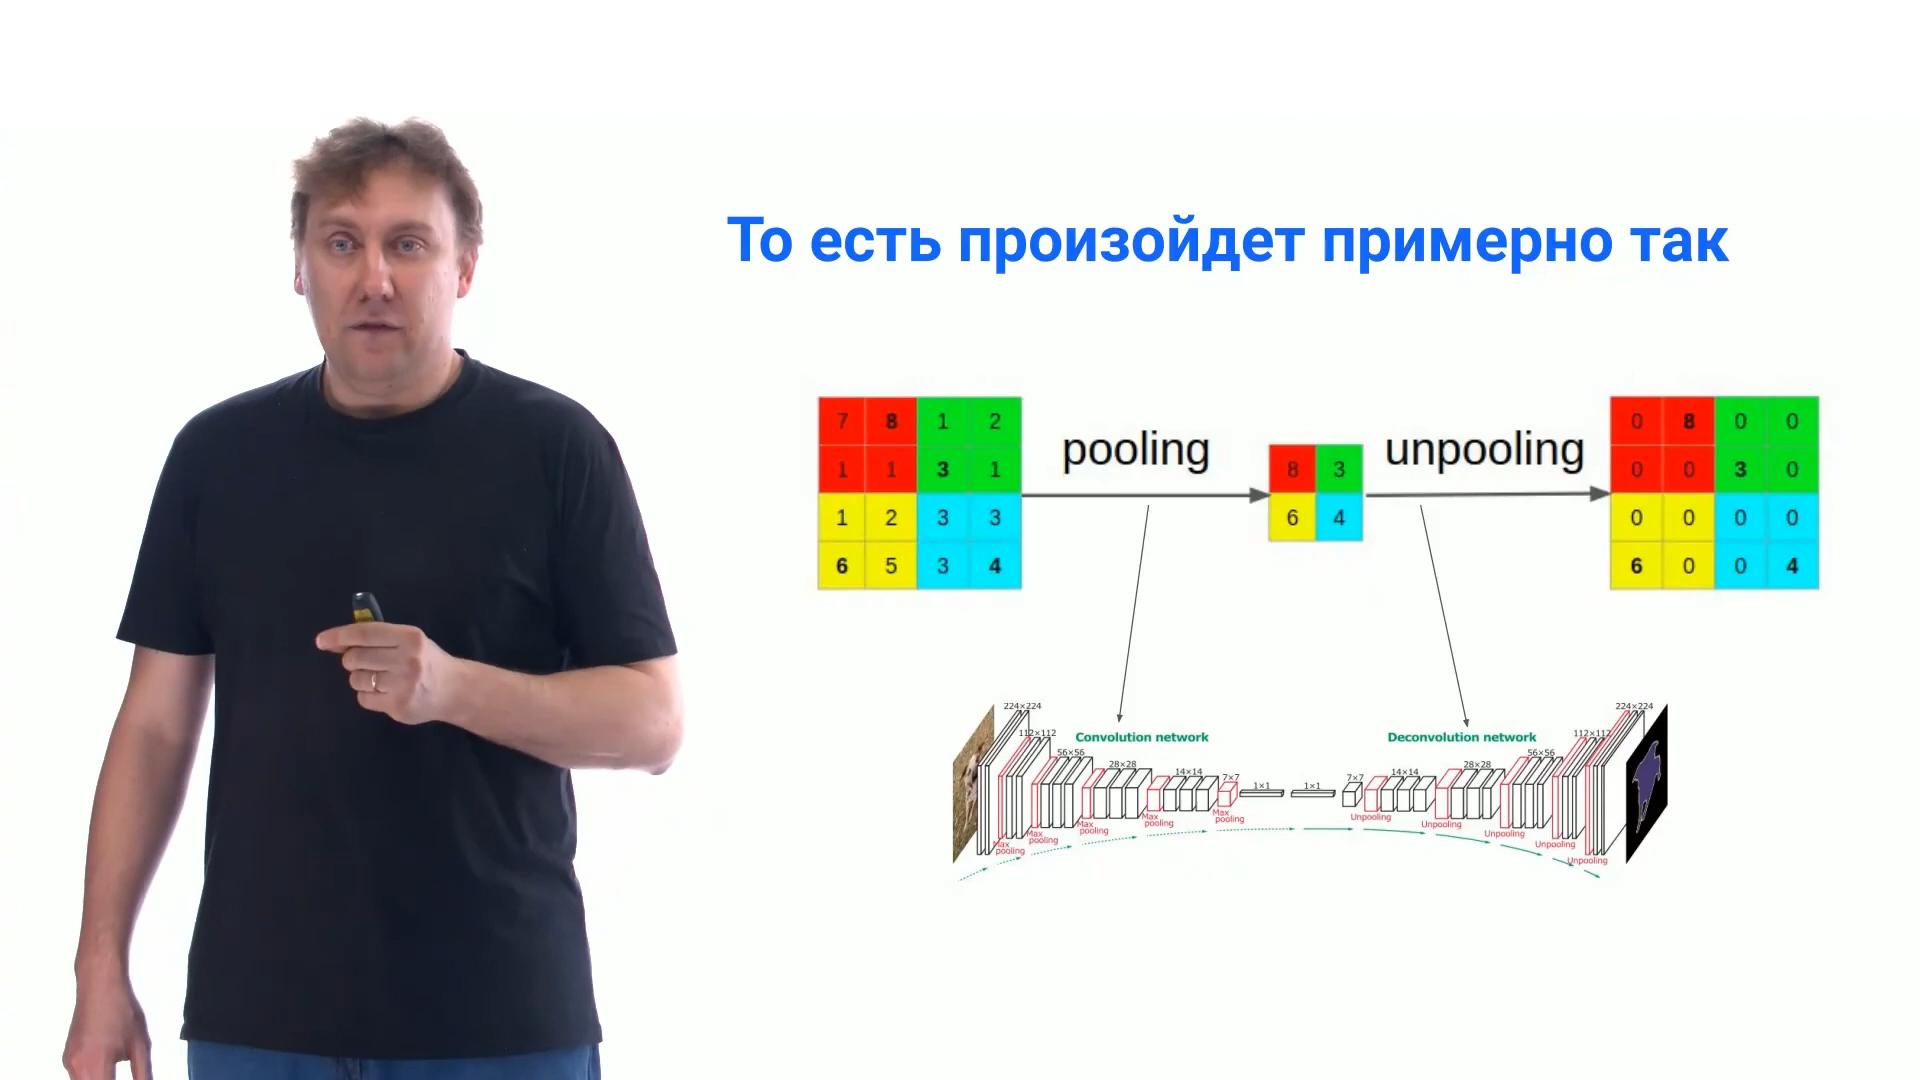 То есть произойдет примерно так
7 8 1 2
1 1 3 1
1 2 3 3
6 5 3 4
pooling
8 3
6 4
unpooling
0 8 0 0
0 0 3 0
0 0 0 0
6 0 0 4
Convolution network
Deconvolution network
224×224
112×112
56×56
28×28
14×14
7×7
1×1
1×1
7×7
14×14
28×28
56×56
112×112
224×224
Max
pooling
Max
pooling
Max
pooling
Max
pooling
Max
pooling
Unpooling
Unpooling
Unpooling
Unpooling
Unpooling